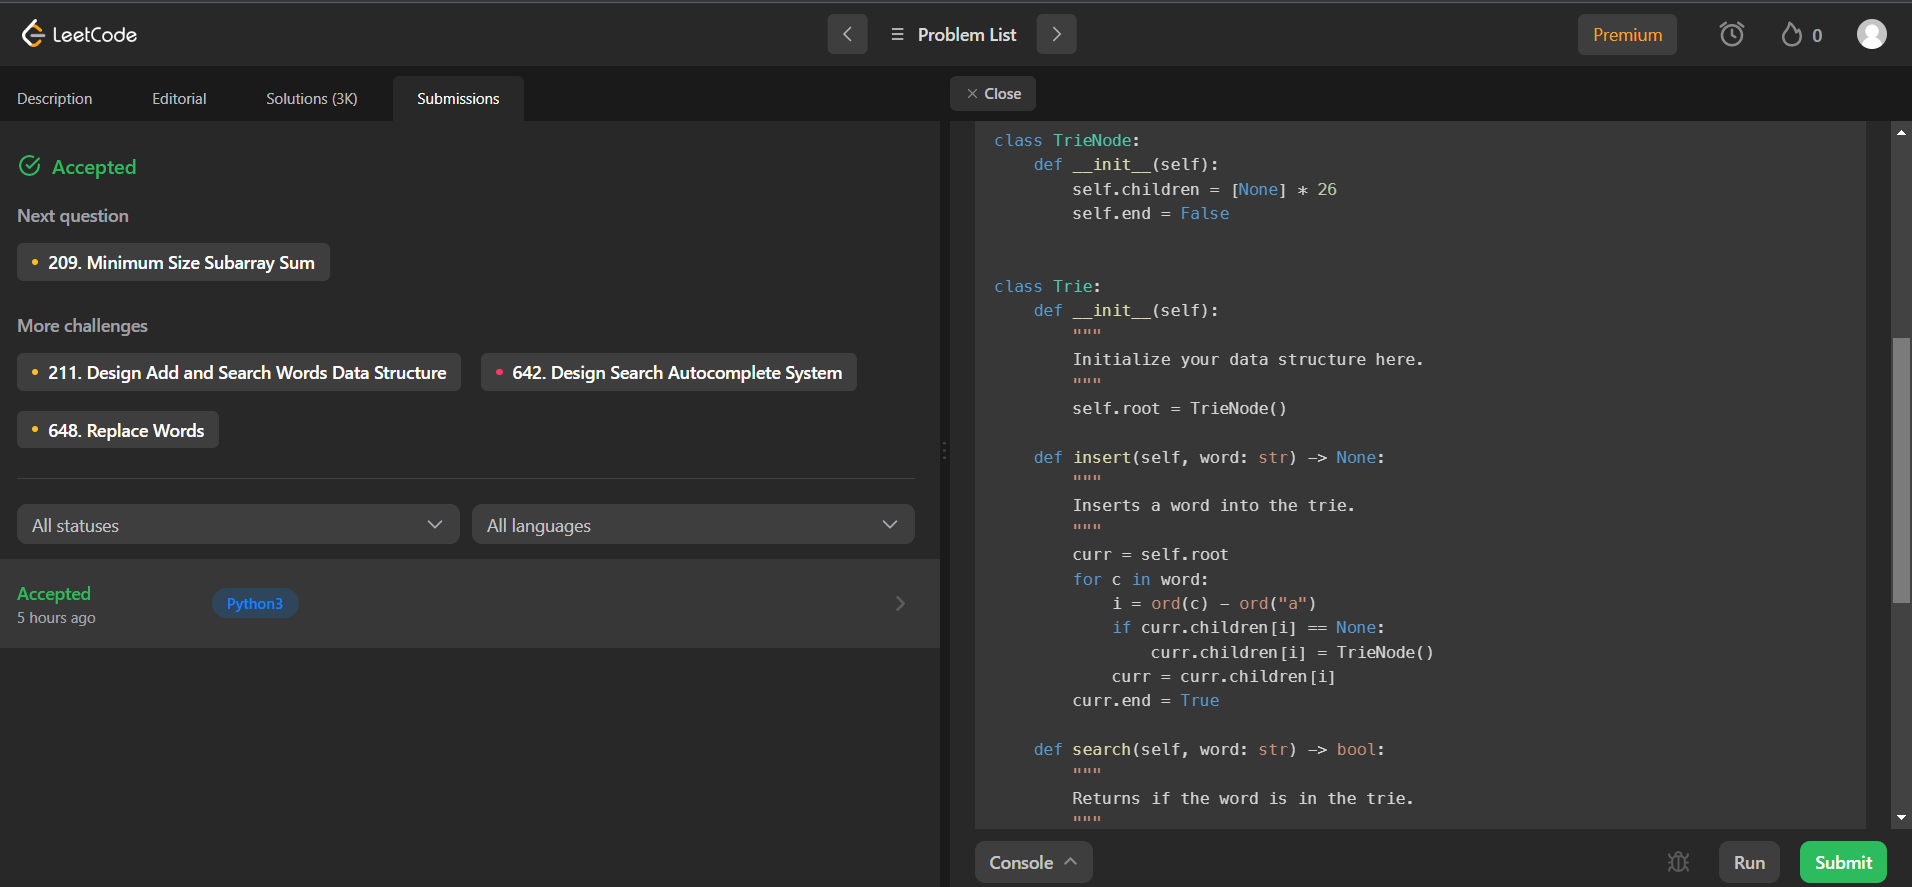 LeetCode
Problem List
Premium
0
Description
Editorial
Solutions (3K)
Submissions
Accepted
Next question
209. Minimum Size Subarray Sum
More challenges
211. Design Add and Search Words Data Structure
642. Design Search Autocomplete System
648. Replace Words
All statuses
All languages
Accepted
5 hours ago
Python3
Close
class TrieNode:
    def __init__(self):
        self.children = [None] * 26
        self.end = False
class Trie:
    def __init__(self):
        """
        Initialize your data structure here.
        """
        self.root = TrieNode()
    def insert(self, word: str) -> None:
        """
        Inserts a word into the trie.
        """
        curr = self.root
        for c in word:
            i = ord(c) - ord("a")
            if curr.children[i] == None:
                curr.children[i] = TrieNode()
            curr = curr.children[i]
        curr.end = True
    def search(self, word: str) -> bool:
        """
        Returns if the word is in the trie.
        """
Console
Run
Submit